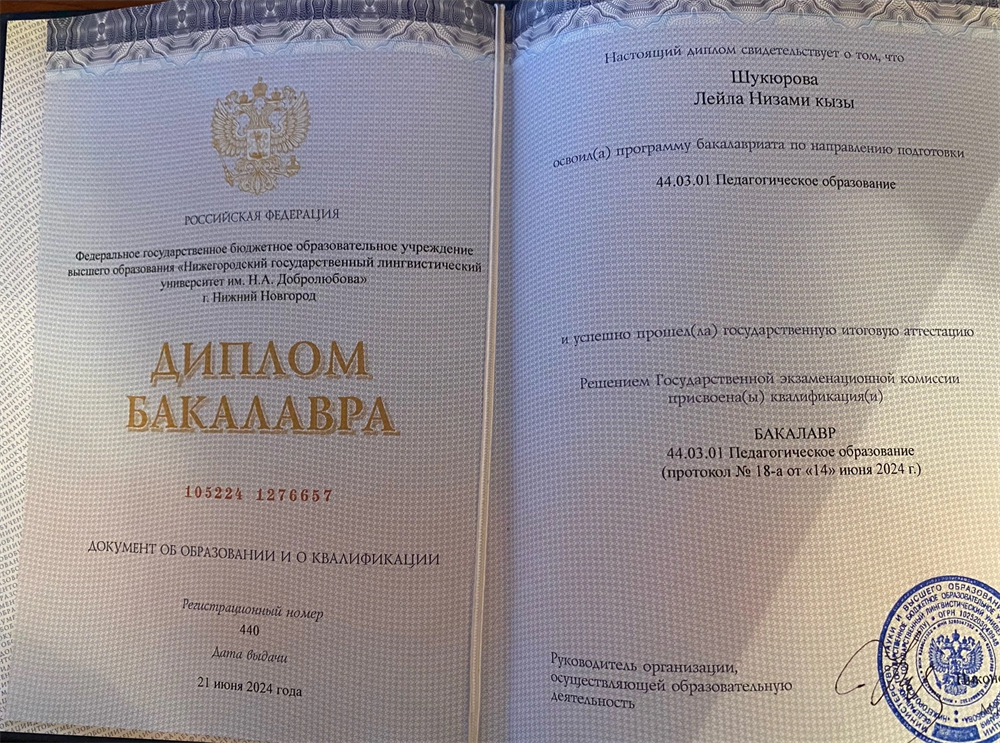 РОССИЙСКАЯ ФЕДЕРАЦИЯ
Федеральное государственное бюджетное образовательное учреждение
высшего образования «Нижегородский государственный лингвистический
университет им. Н.А. Добролюбова»
г. Нижний Новгород
ДИПЛОМ
БАКАЛАВРА
105224 1276657
ДОКУМЕНТ ОБ ОБРАЗОВАНИИ И О КВАЛИФИКАЦИИ
Регистрационный номер
440
Дата выдачи
21 июня 2024 года
Настоящий диплом свидетельствует о том, что
Шукюрова
Лейла Низами кызы
освоил(а) программу бакалавриата по направлению подготовки
44.03.01 Педагогическое образование
и успешно прошел(ла) государственную итоговую аттестацию
Решением Государственной экзаменационной комиссии
присвоена(ы) квалификация(и)
БАКАЛАВР
44.03.01 Педагогическое образование
(протокол № 18-а от «14» июня 2024 г.)
Руководитель организации,
осуществляющей образовательную
деятельность